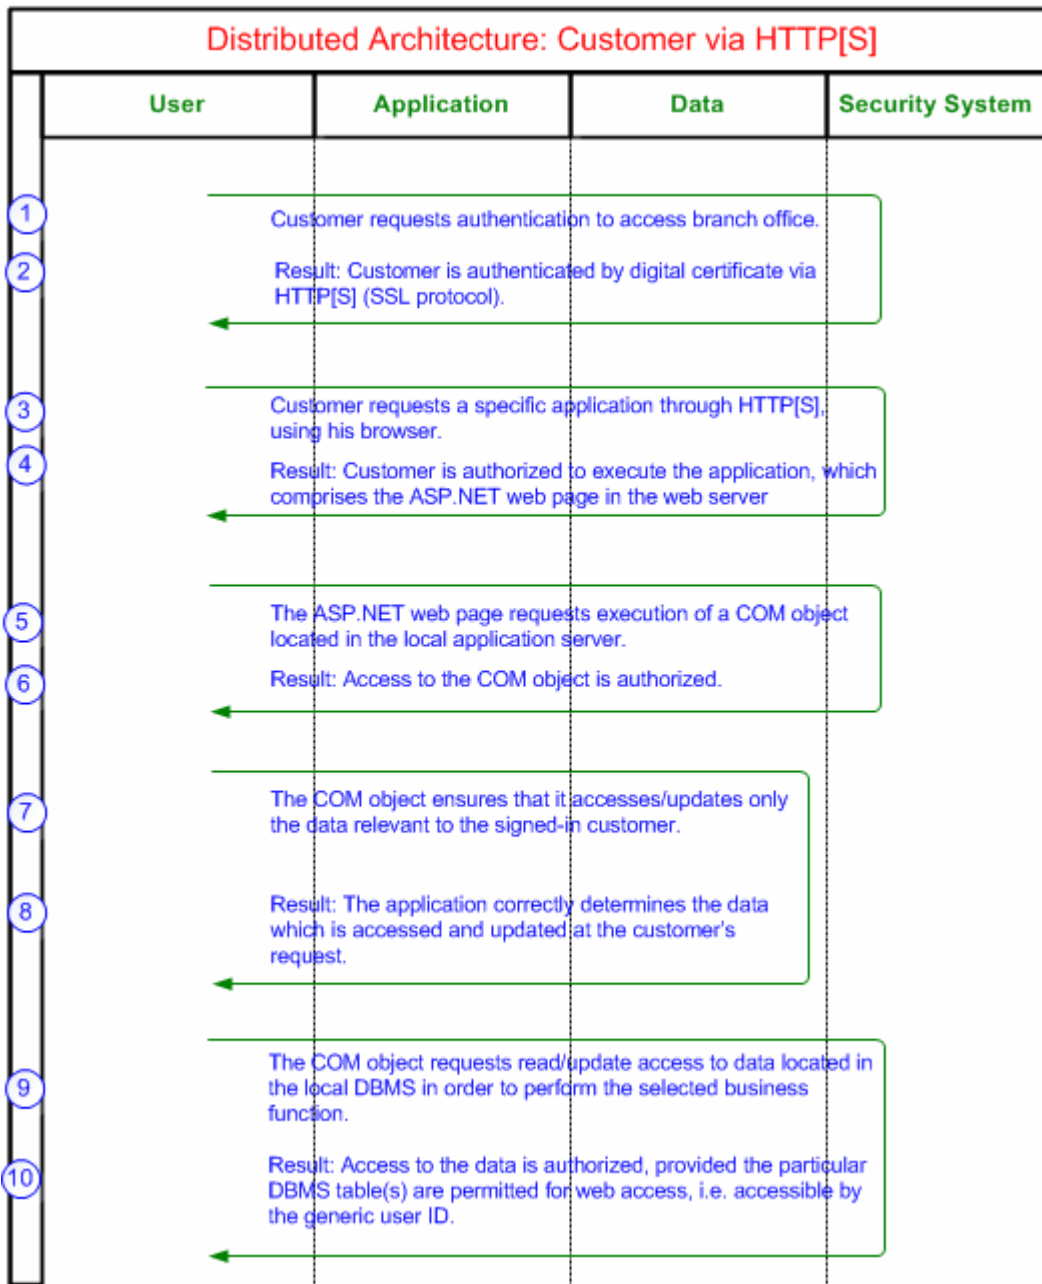 Distributed Architecture: Customer via HTTP[S]
User
Application
Data
Security System
1
Customer requests authentication to access branch office.
2
Result: Customer is authenticated by digital certificate via
HTTP[S] (SSL protocol).
3
Customer requests a specific application through HTTP[S],
using his browser.
4
Result: Customer is authorized to execute the application, which
comprises the ASP.NET web page in the web server
5
The ASP.NET web page requests execution of a COM object
located in the local application server.
6
Result: Access to the COM object is authorized.
7
The COM object ensures that it accesses/updates only
the data relevant to the signed-in customer.
8
Result: The application correctly determines the data
which is accessed and updated at the customer's
request.
9
The COM object requests read/update access to data located in
the local DBMS in order to perform the selected business
function.
10
Result: Access to the data is authorized, provided the particular
DBMS table(s) are permitted for web access, i.e. accessible by
the generic user ID.